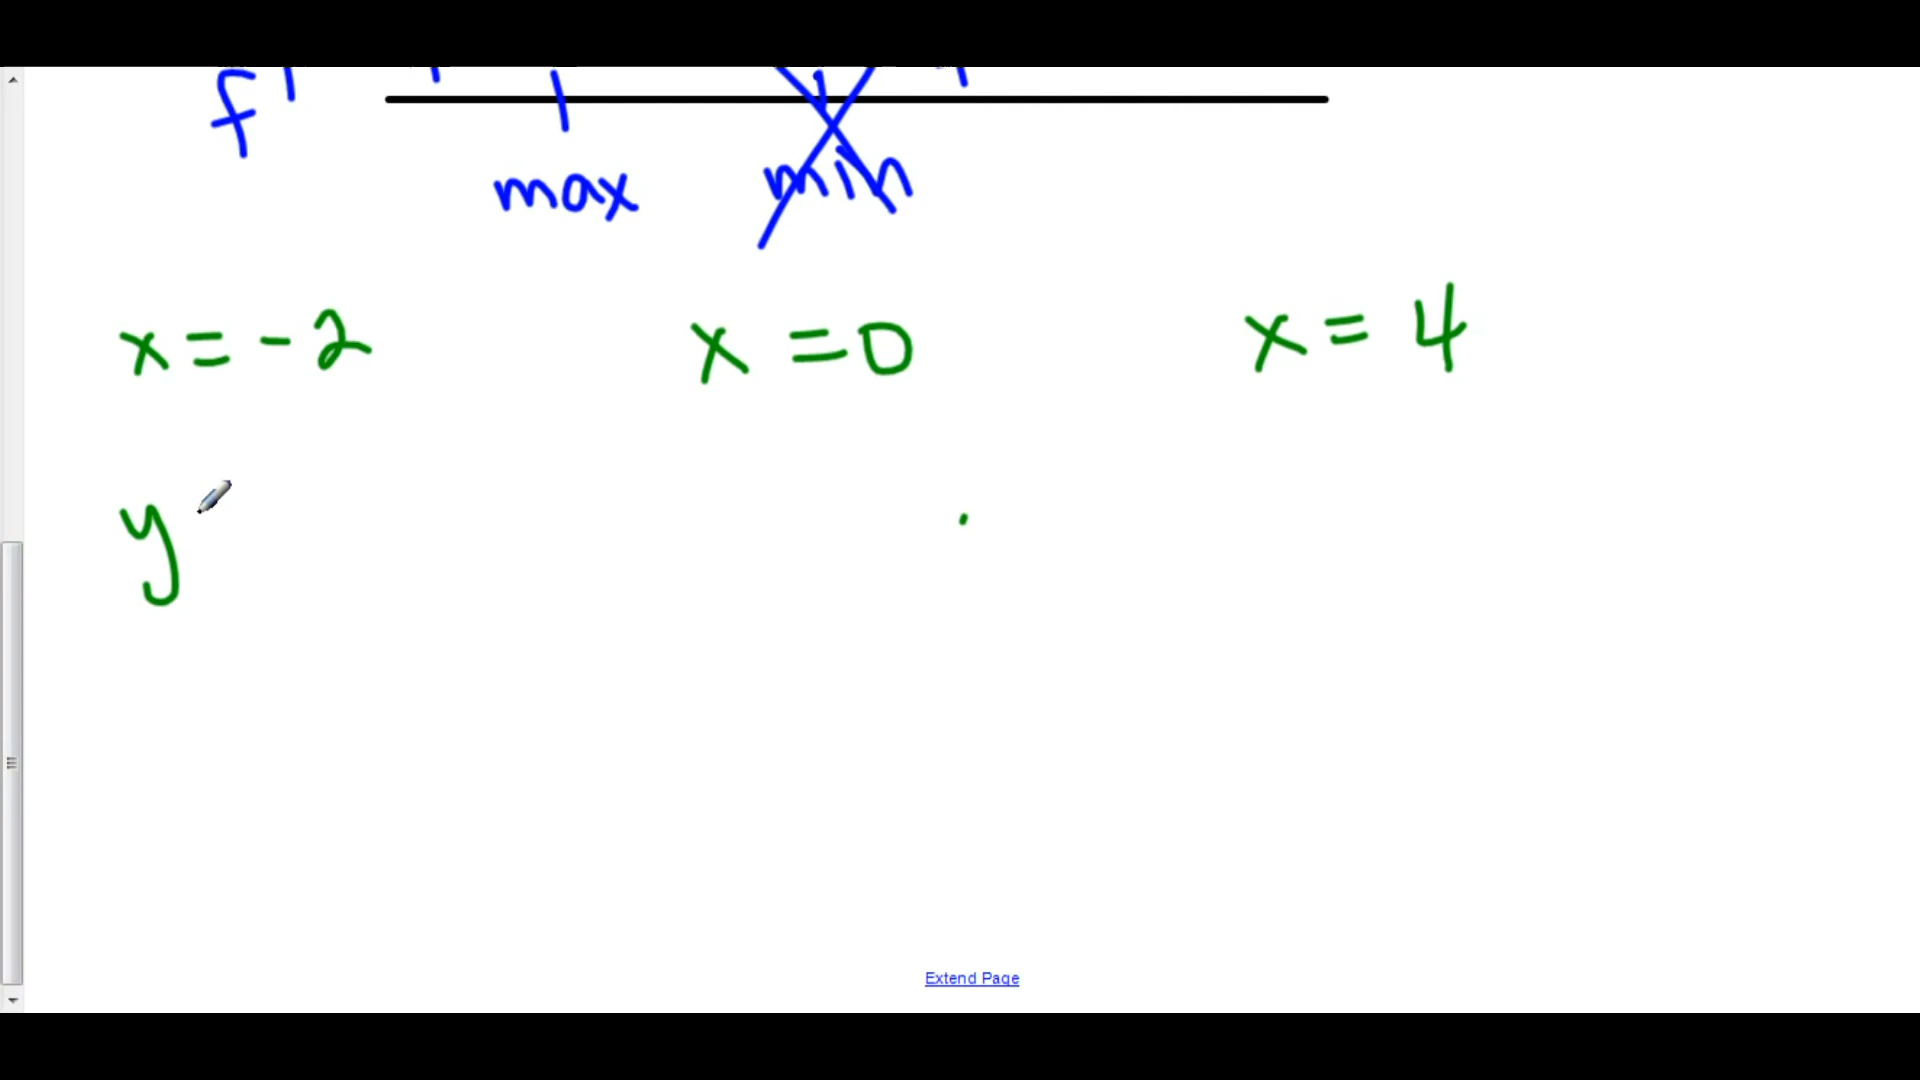 f'
max min
x = -2 x = 0 x = 4
y
Extend Page